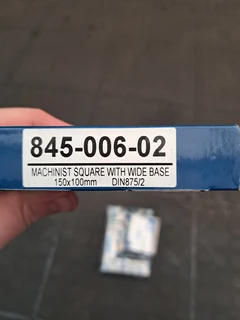 845-006-02
MACHINIST SQUARE WITH WIDE BASE
150x100mm DIN875/2